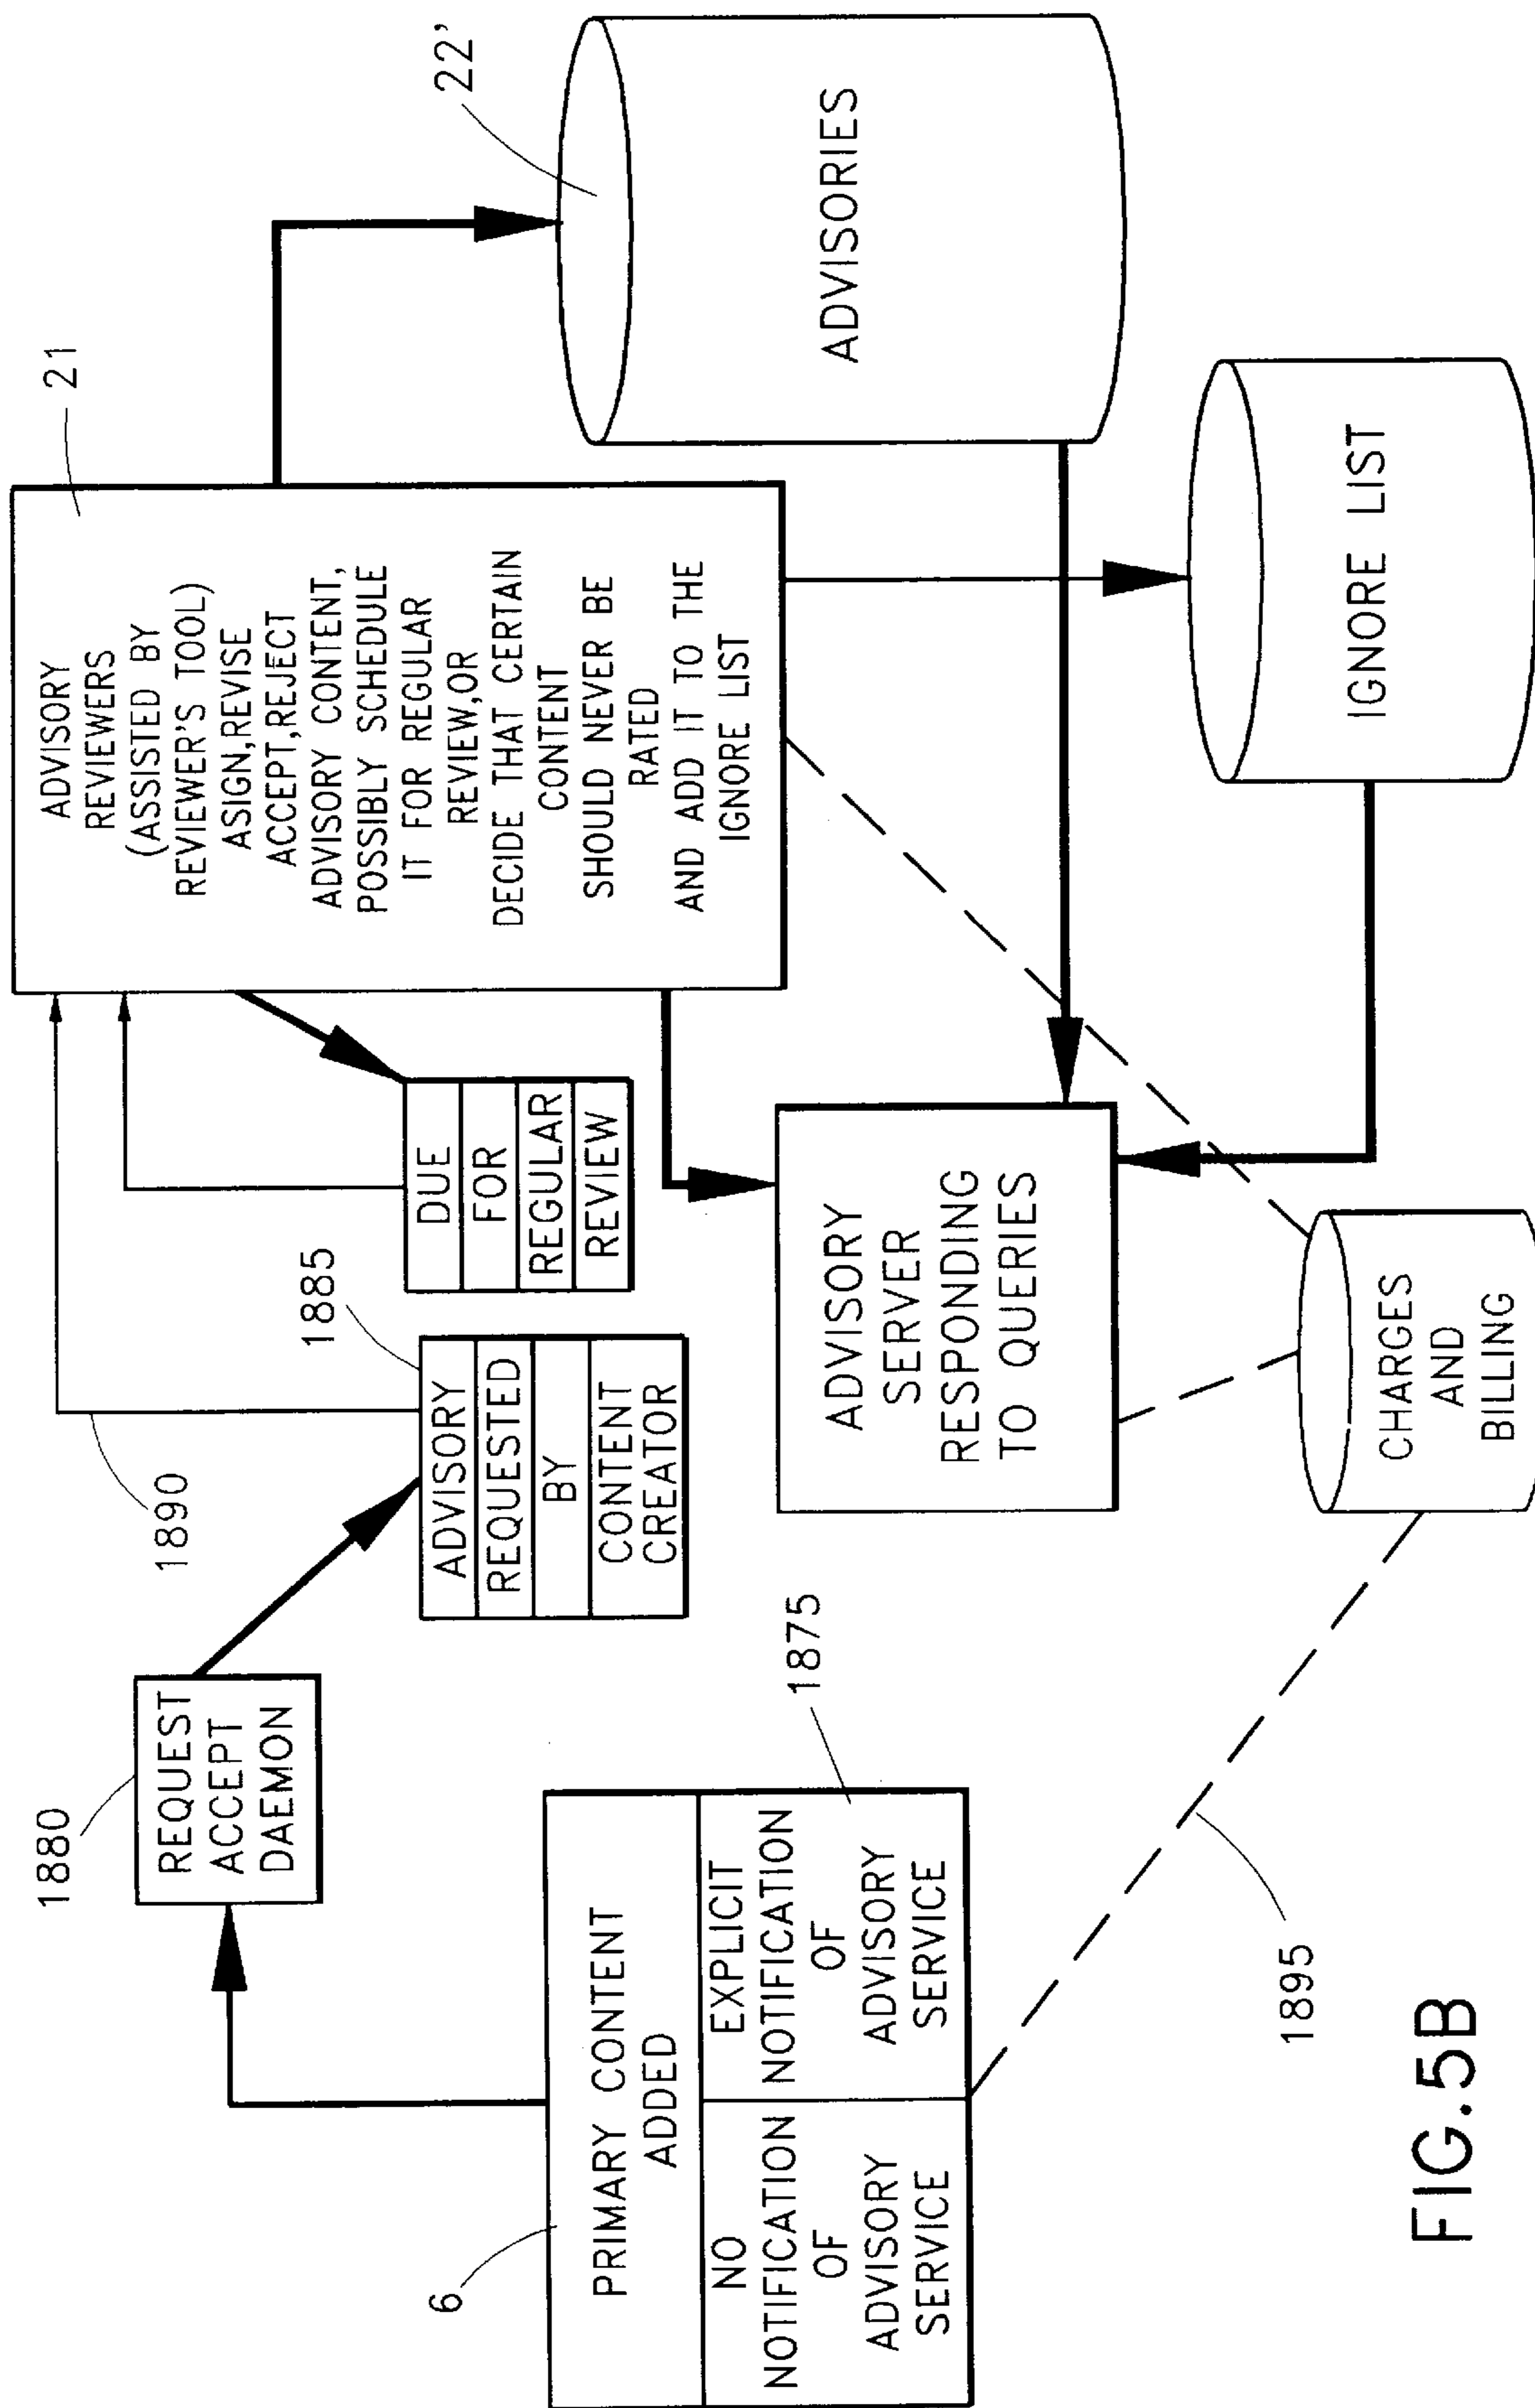 1880
REQUEST
ACCEPT
DAEMON
6
PRIMARY CONTENT
ADDED
NO
NOTIFICATION
OF
ADVISORY
SERVICE
EXPLICIT
NOTIFICATION
OF
ADVISORY
SERVICE
1875
1890
1885
ADVISORY
REQUESTED
BY
CONTENT
CREATOR
DUE
FOR
REGULAR
REVIEW
21
ADVISORY
REVIEWERS
(ASSISTED BY
REVIEWER'S TOOL)
ASIGN,REVISE
ACCEPT,REJECT
ADVISORY CONTENT,
POSSIBLY SCHEDULE
IT FOR REGULAR
REVIEW,OR
DECIDE THAT CERTAIN
CONTENT
SHOULD NEVER BE
RATED
AND ADD IT TO THE
IGNORE LIST
22'
ADVISORIES
ADVISORY
SERVER
RESPONDING
TO QUERIES
IGNORE LIST
CHARGES
AND
BILLING
1895
FIG.5B